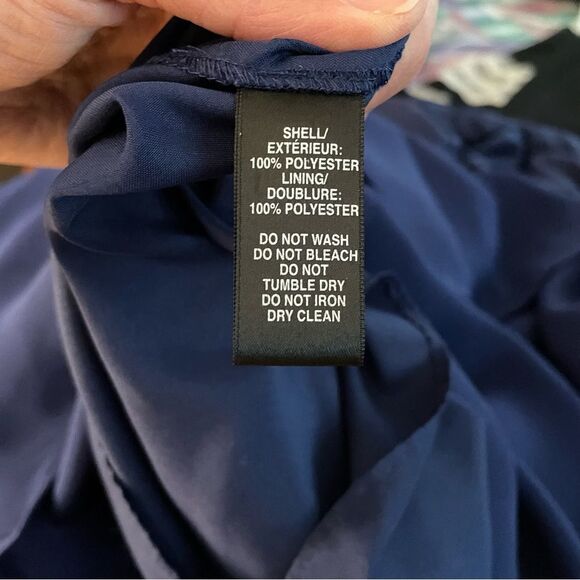 SHELL/
EXTÉRIEUR:
100% POLYESTER
LINING/
DOUBLURE:
100% POLYESTER
DO NOT WASH
DO NOT BLEACH
DO NOT
TUMBLE DRY
DO NOT IRON
DRY CLEAN